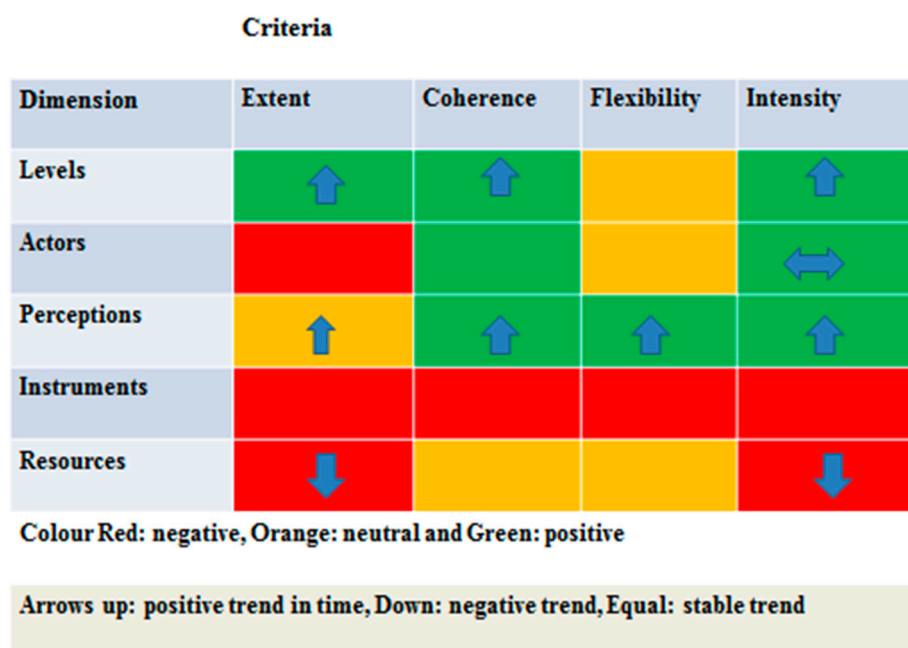 Criteria
Dimension Extent Coherence Flexibility Intensity
Levels
Actors
Perceptions
Instruments
Resources
Colour Red: negative, Orange: neutral and Green: positive
Arrows up: positive trend in time, Down: negative trend, Equal: stable trend